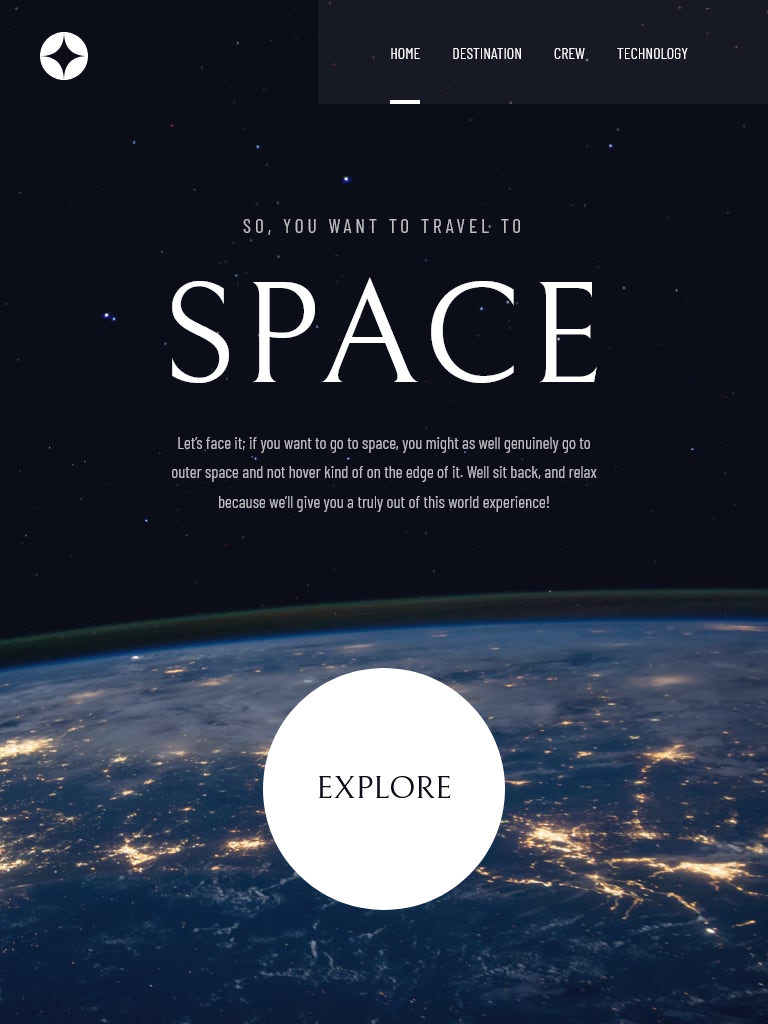 HOME DESTINATION CREW TECHNOLOGY
SO, YOU WANT TO TRAVEL TO
SPACE
Let’s face it; if you want to go to space, you might as well genuinely go to
outer space and not hover kind of on the edge of it. Well sit back, and relax
because we’ll give you a truly out of this world experience!
EXPLORE